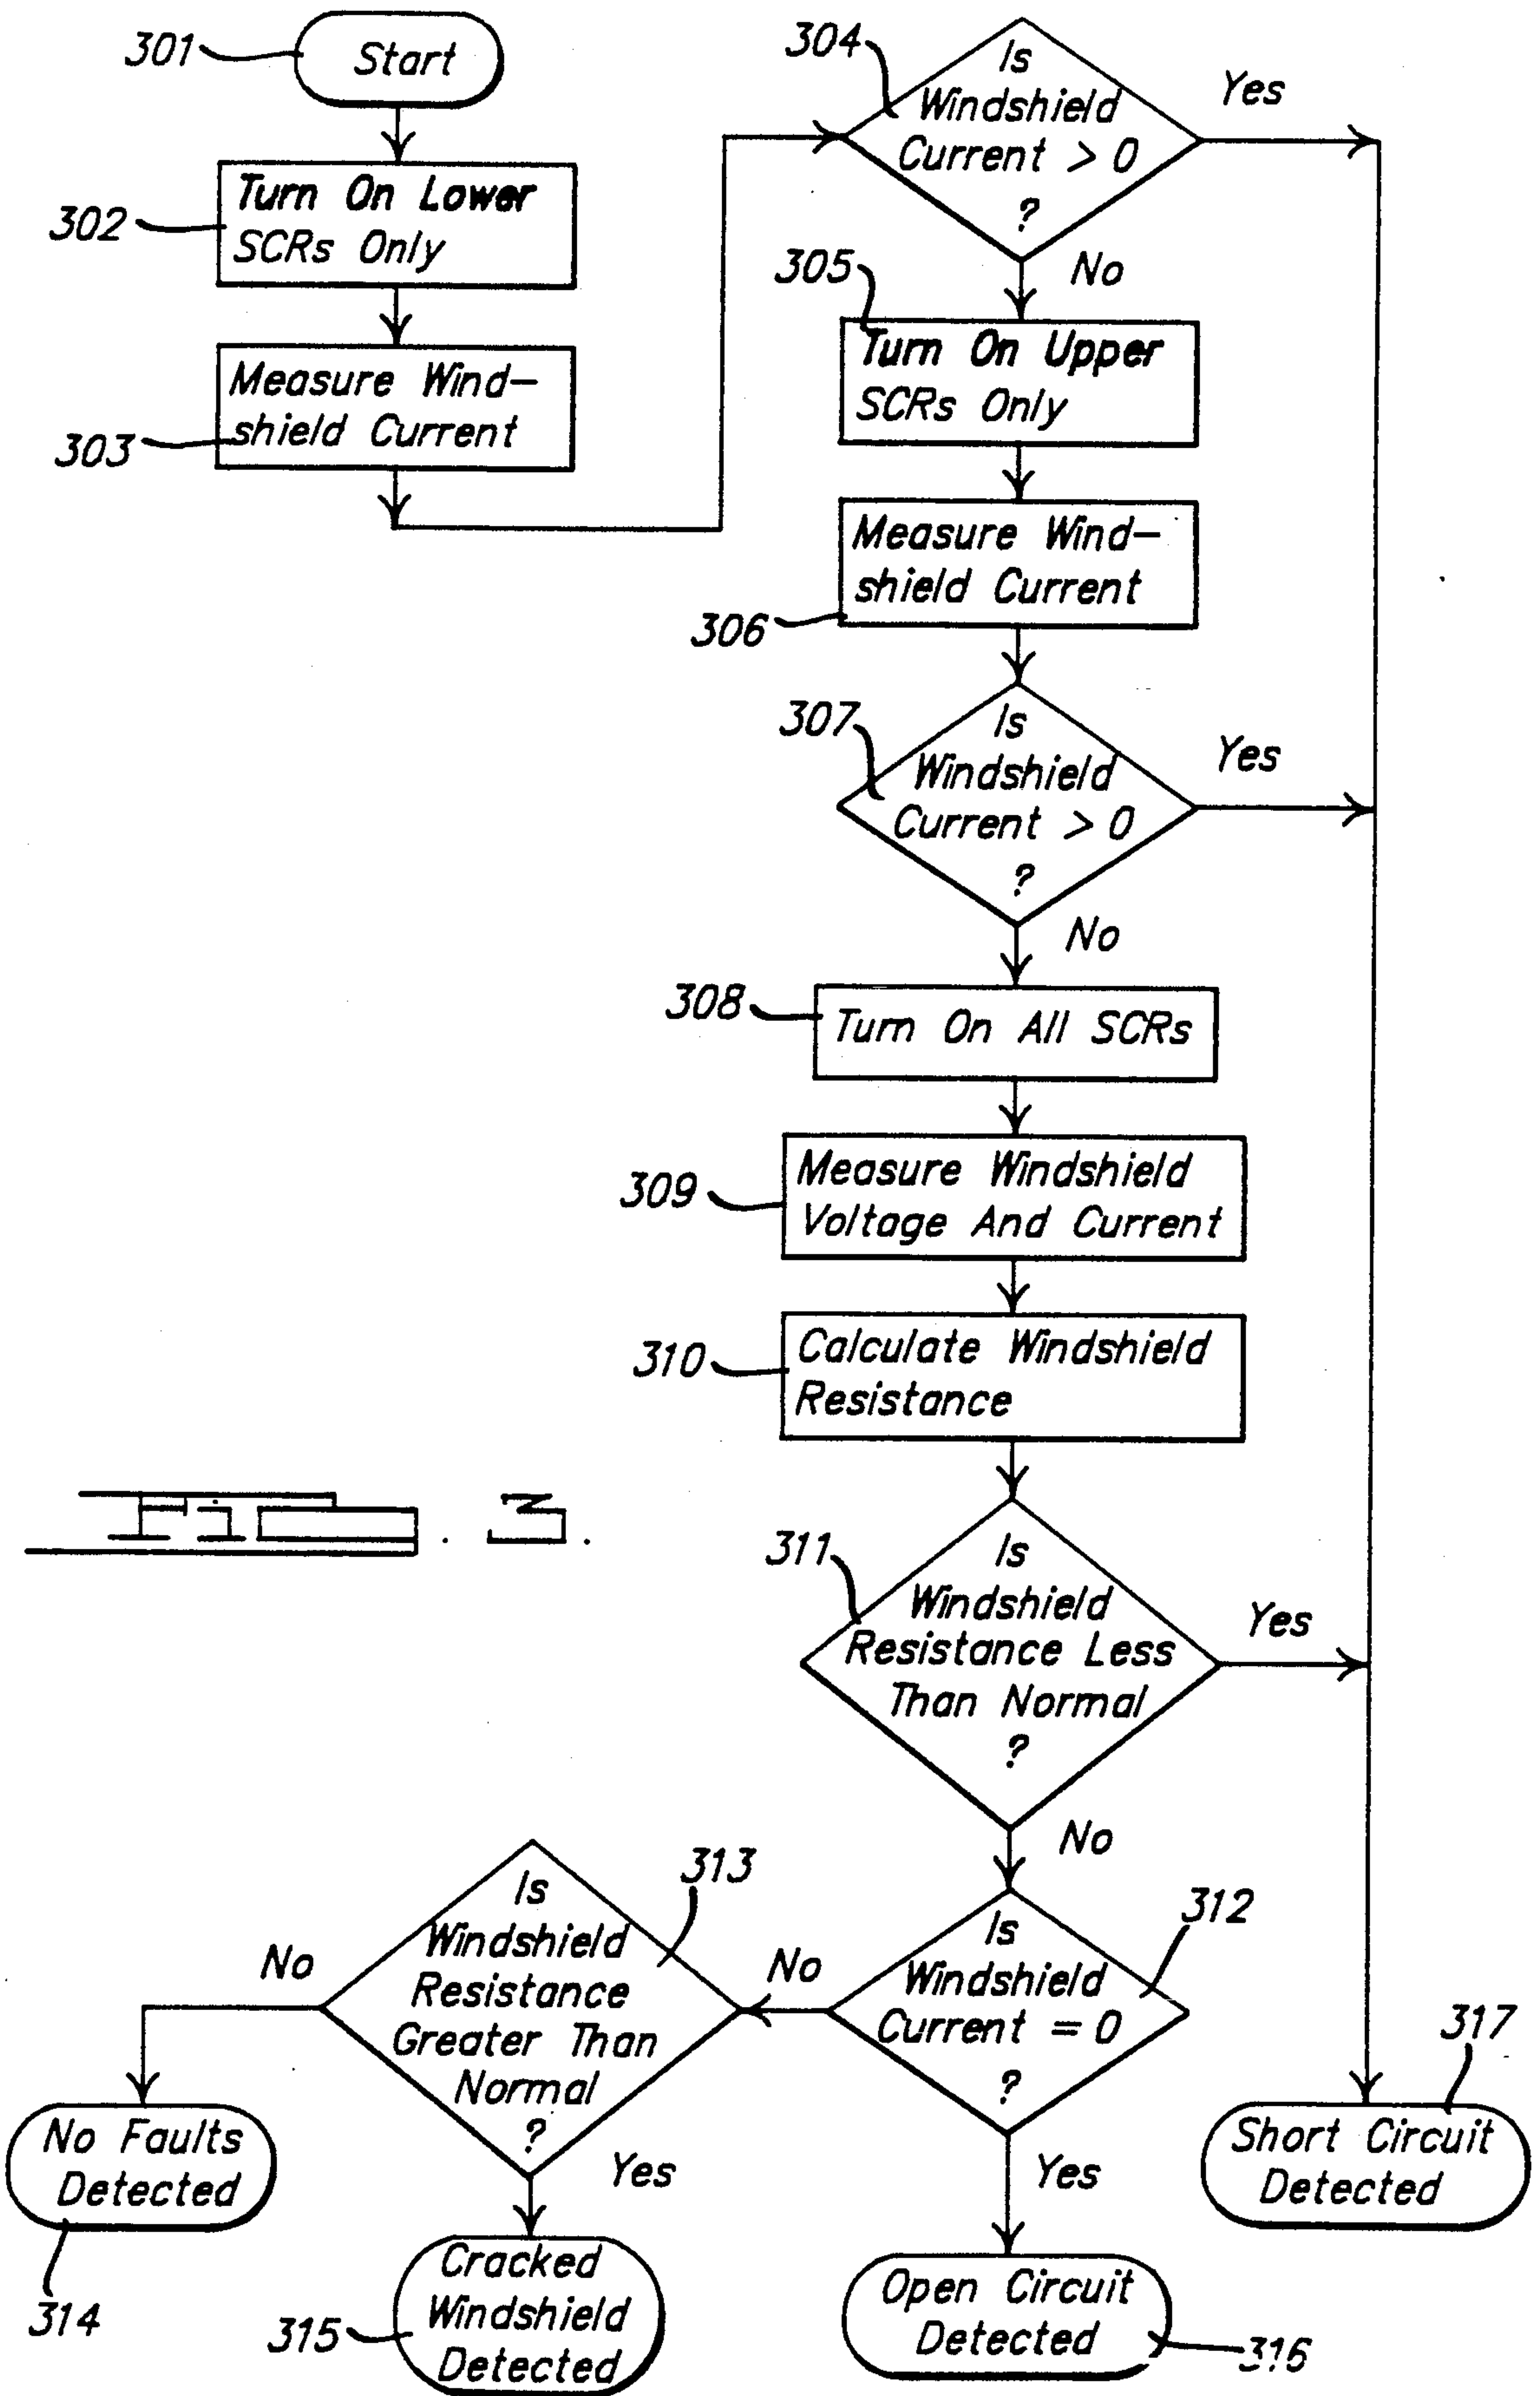 301
Start
302
Turn On Lower
SCRs Only
303
Measure Wind-
shield Current
304
Is
Windshield
Current > 0
?
Yes
No
305
Turn On Upper
SCRs Only
306
Measure Wind-
shield Current
307
Is
Windshield
Current > 0
?
Yes
No
308
Turn On All SCRs
309
Measure Windshield
Voltage And Current
310
Calculate Windshield
Resistance
311
Is
Windshield
Resistance Less
Than Normal
?
Yes
No
312
Is
Windshield
Current = 0
?
No
Yes
313
Is
Windshield
Resistance
Greater Than
Normal
?
No
Yes
No Faults
Detected
314
Cracked
Windshield
Detected
315
Open Circuit
Detected
316
317
Short Circuit
Detected
FIG. 3.